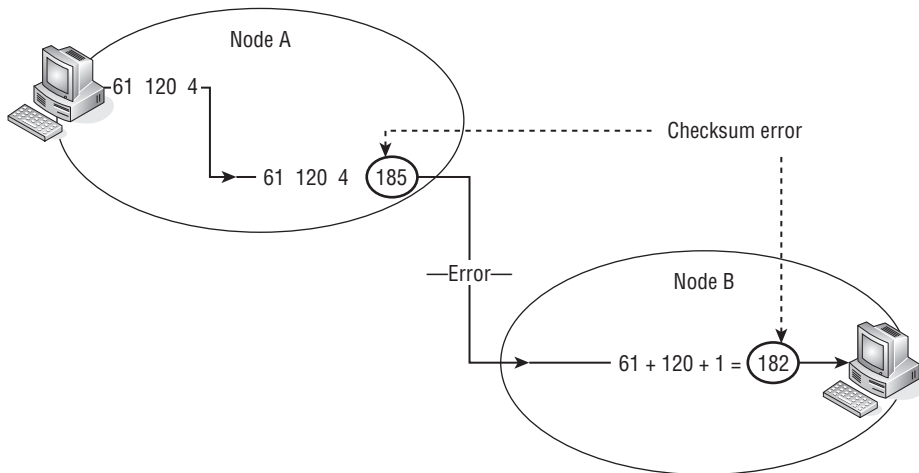 Node A
61 120 4
Checksum error
61 120 4 185
Error
Node B
61 + 120 + 1 = 182